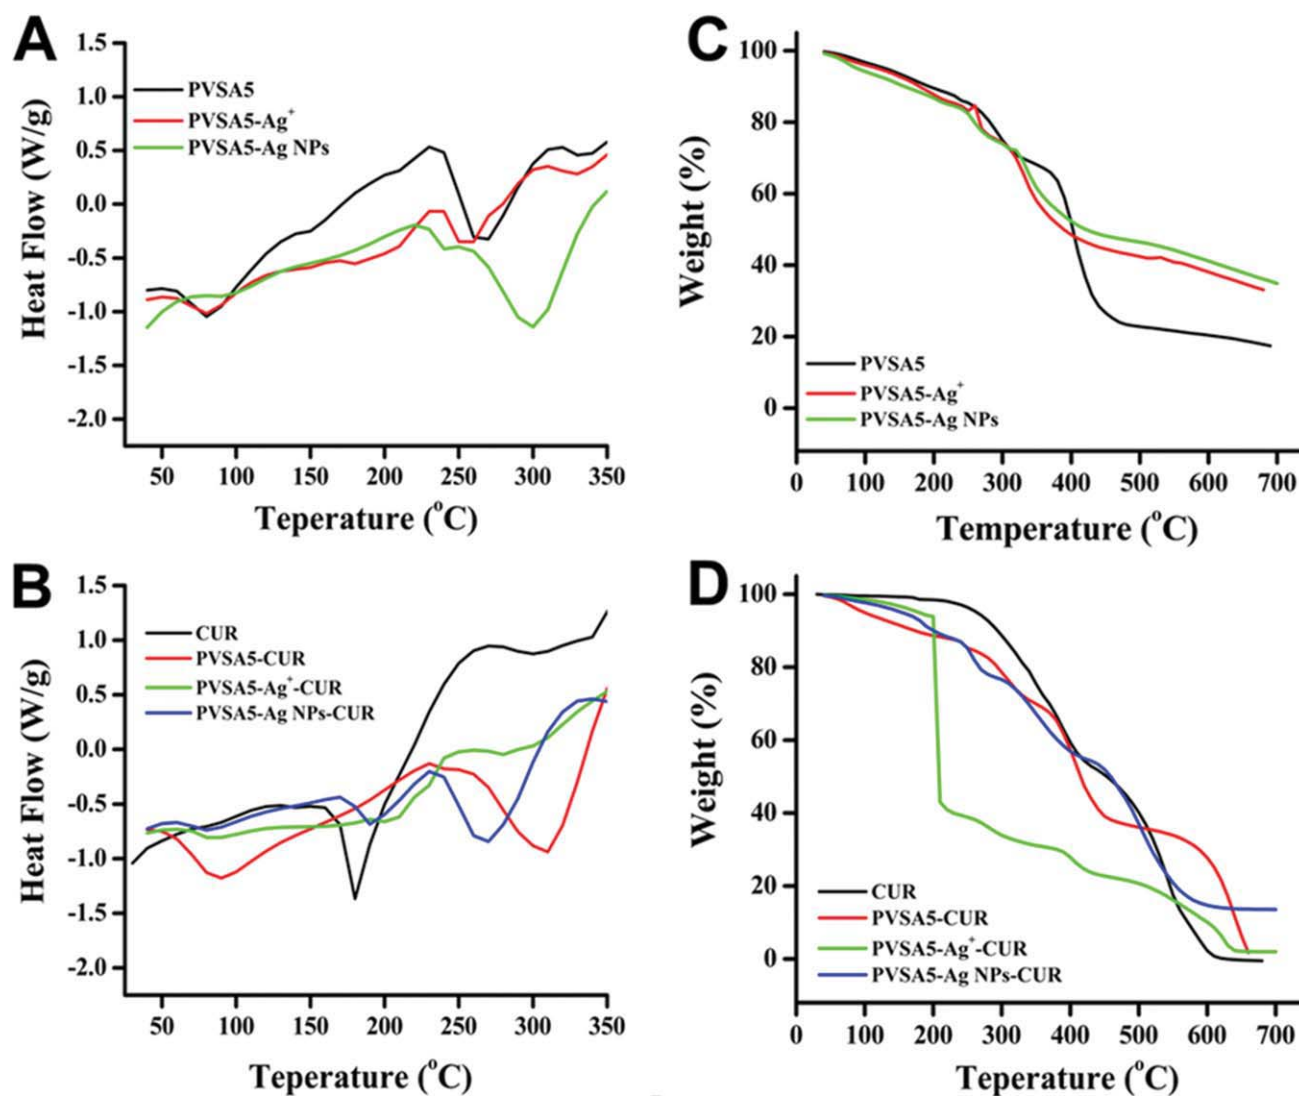 A
Heat Flow (W/g)
1.5
1.0
0.5
0.0
-0.5
-1.0
-1.5
-2.0
PVSA5
PVSA5-Ag⁺
PVSA5-Ag NPs
50 100 150 200 250 300 350
Teperature (°C)
C
Weight (%)
100
80
60
40
20
0
PVSA5
PVSA5-Ag⁺
PVSA5-Ag NPs
0 100 200 300 400 500 600 700
Temperature (°C)
B
Heat Flow (W/g)
1.5
1.0
0.5
0.0
-0.5
-1.0
-1.5
-2.0
CUR
PVSA5-CUR
PVSA5-Ag⁺-CUR
PVSA5-Ag NPs-CUR
50 100 150 200 250 300 350
Teperature (°C)
D
Weight (%)
100
80
60
40
20
0
CUR
PVSA5-CUR
PVSA5-Ag⁺-CUR
PVSA5-Ag NPs-CUR
0 100 200 300 400 500 600 700
Teperature (°C)